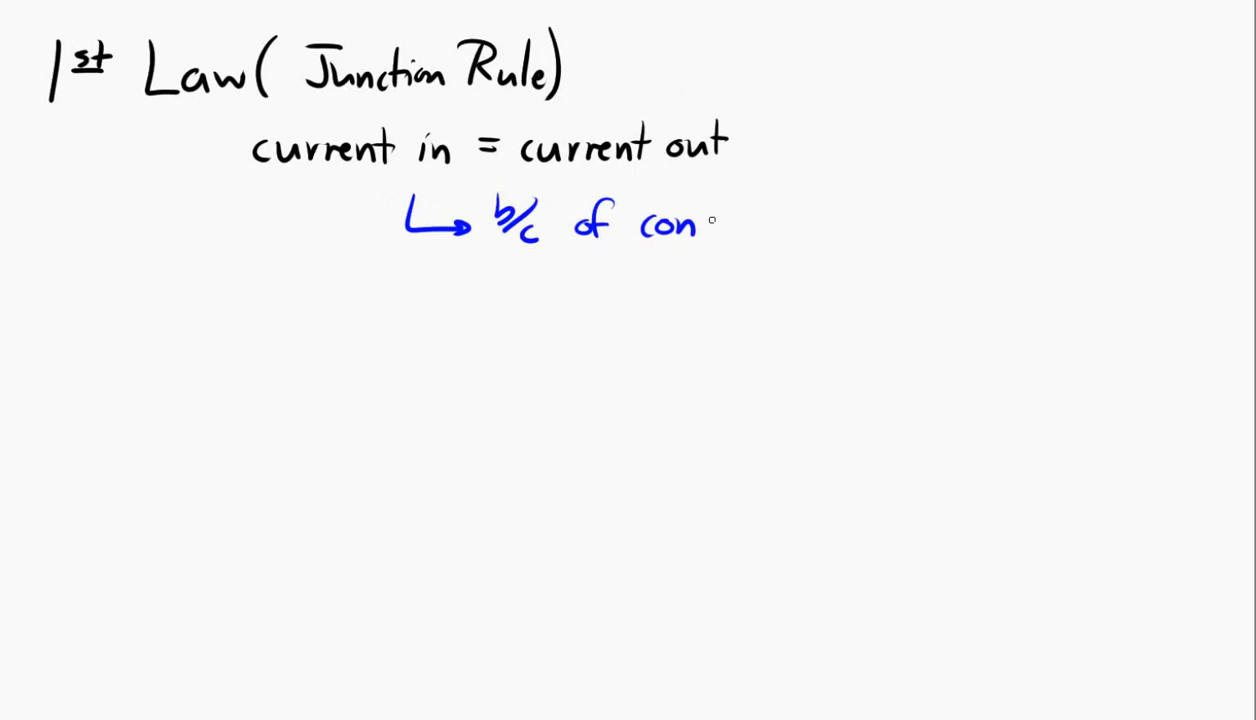 1st Law (Junction Rule)
current in = current out
↳ b/c of con